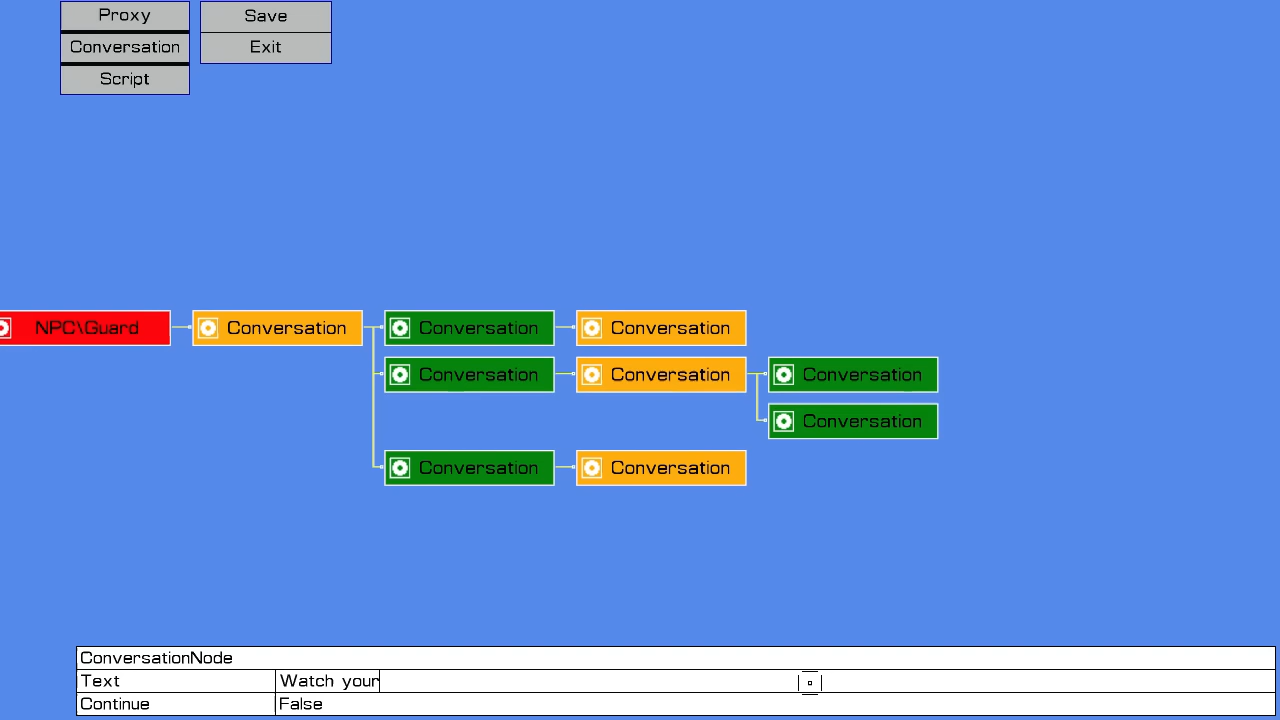 Proxy
Save
Conversation
Exit
Script
NPC\Guard
Conversation
Conversation
Conversation
Conversation
Conversation
Conversation
Conversation
Conversation
Conversation
ConversationNode
Text
Watch your
Continue
False